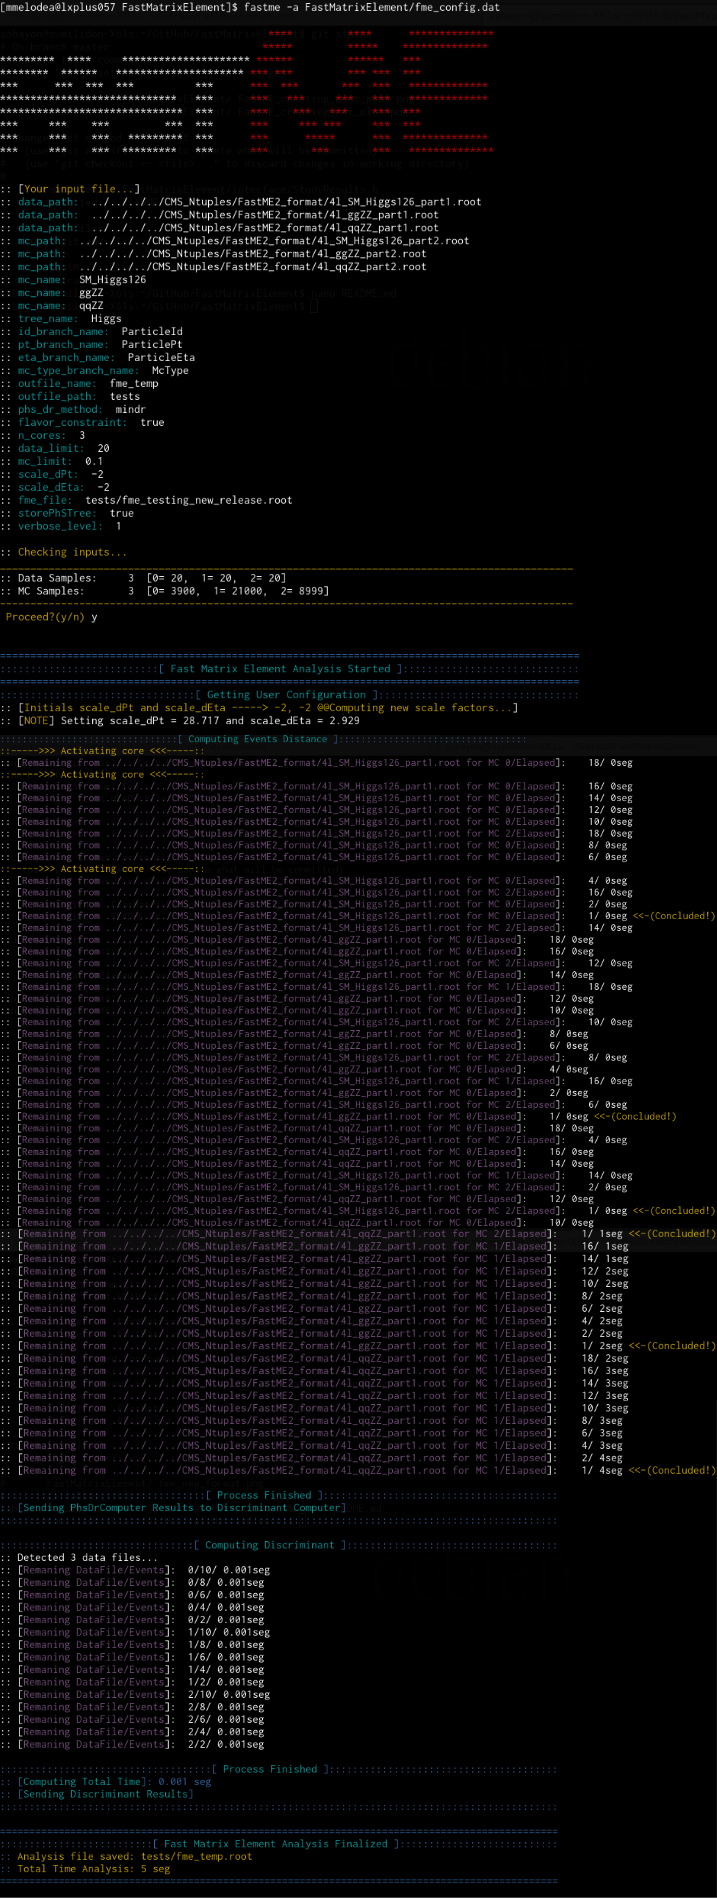 [mmelodea@lxplus057 FastMatrixElement]$ fastme -a FastMatrixElement/fme_config.dat
:: [Your input file...]
:: data_path: ../../../../CMS_Ntuples/FastME2_format/4l_SM_Higgs126_part1.root
:: data_path: ../../../../CMS_Ntuples/FastME2_format/4l_ggZZ_part1.root
:: data_path: ../../../../CMS_Ntuples/FastME2_format/4l_qqZZ_part1.root
:: mc_path: ../../../../CMS_Ntuples/FastME2_format/4l_SM_Higgs126_part2.root
:: mc_path: ../../../../CMS_Ntuples/FastME2_format/4l_ggZZ_part2.root
:: mc_path: ../../../../CMS_Ntuples/FastME2_format/4l_qqZZ_part2.root
:: mc_name: SM_Higgs126
:: mc_name: ggZZ
:: mc_name: qqZZ
:: tree_name: Higgs
:: id_branch_name: ParticleId
:: pt_branch_name: ParticlePt
:: eta_branch_name: ParticleEta
:: mc_type_branch_name: McType
:: outfile_name: fme_temp
:: outfile_path: tests
:: phs_dr_method: mindr
:: flavor_constraint: true
:: n_cores: 3
:: data_limit: 20
:: mc_limit: 0.1
:: scale_dPt: -2
:: scale_dEta: -2
:: fme_file: tests/fme_testing_new_release.root
:: storePhSTree: true
:: verbose_level: 1
:: Checking inputs...
:: Data Samples: 3 [0= 20, 1= 20, 2= 20]
:: MC Samples: 3 [0= 3900, 1= 21000, 2= 8999]
Proceed?(y/n) y
[ Fast Matrix Element Analysis Started ]
[ Getting User Configuration ]
:: [Initials scale_dPt and scale_dEta -----> -2, -2 @@Computing new scale factors...]
:: [NOTE] Setting scale_dPt = 28.717 and scale_dEta = 2.929
[ Computing Events Distance ]
::----->>> Activating core <<<-----::
:: [Remaining from ../../../../CMS_Ntuples/FastME2_format/4l_SM_Higgs126_part1.root for MC 0/Elapsed]: 18/ 0seg
::----->>> Activating core <<<-----::
:: [Remaining from ../../../../CMS_Ntuples/FastME2_format/4l_SM_Higgs126_part1.root for MC 0/Elapsed]: 16/ 0seg
:: [Remaining from ../../../../CMS_Ntuples/FastME2_format/4l_SM_Higgs126_part1.root for MC 0/Elapsed]: 14/ 0seg
:: [Remaining from ../../../../CMS_Ntuples/FastME2_format/4l_SM_Higgs126_part1.root for MC 0/Elapsed]: 12/ 0seg
:: [Remaining from ../../../../CMS_Ntuples/FastME2_format/4l_SM_Higgs126_part1.root for MC 0/Elapsed]: 10/ 0seg
:: [Remaining from ../../../../CMS_Ntuples/FastME2_format/4l_SM_Higgs126_part1.root for MC 2/Elapsed]: 18/ 0seg
:: [Remaining from ../../../../CMS_Ntuples/FastME2_format/4l_SM_Higgs126_part1.root for MC 0/Elapsed]: 8/ 0seg
:: [Remaining from ../../../../CMS_Ntuples/FastME2_format/4l_SM_Higgs126_part1.root for MC 0/Elapsed]: 6/ 0seg
::----->>> Activating core <<<-----::
:: [Remaining from ../../../../CMS_Ntuples/FastME2_format/4l_SM_Higgs126_part1.root for MC 0/Elapsed]: 4/ 0seg
:: [Remaining from ../../../../CMS_Ntuples/FastME2_format/4l_SM_Higgs126_part1.root for MC 2/Elapsed]: 16/ 0seg
:: [Remaining from ../../../../CMS_Ntuples/FastME2_format/4l_SM_Higgs126_part1.root for MC 0/Elapsed]: 2/ 0seg
:: [Remaining from ../../../../CMS_Ntuples/FastME2_format/4l_SM_Higgs126_part1.root for MC 0/Elapsed]: 1/ 0seg <<-(Concluded!)
:: [Remaining from ../../../../CMS_Ntuples/FastME2_format/4l_SM_Higgs126_part1.root for MC 2/Elapsed]: 14/ 0seg
:: [Remaining from ../../../../CMS_Ntuples/FastME2_format/4l_ggZZ_part1.root for MC 0/Elapsed]: 18/ 0seg
:: [Remaining from ../../../../CMS_Ntuples/FastME2_format/4l_ggZZ_part1.root for MC 0/Elapsed]: 16/ 0seg
:: [Remaining from ../../../../CMS_Ntuples/FastME2_format/4l_SM_Higgs126_part1.root for MC 2/Elapsed]: 12/ 0seg
:: [Remaining from ../../../../CMS_Ntuples/FastME2_format/4l_ggZZ_part1.root for MC 0/Elapsed]: 14/ 0seg
:: [Remaining from ../../../../CMS_Ntuples/FastME2_format/4l_SM_Higgs126_part1.root for MC 1/Elapsed]: 18/ 0seg
:: [Remaining from ../../../../CMS_Ntuples/FastME2_format/4l_ggZZ_part1.root for MC 0/Elapsed]: 12/ 0seg
:: [Remaining from ../../../../CMS_Ntuples/FastME2_format/4l_ggZZ_part1.root for MC 0/Elapsed]: 10/ 0seg
:: [Remaining from ../../../../CMS_Ntuples/FastME2_format/4l_SM_Higgs126_part1.root for MC 2/Elapsed]: 10/ 0seg
:: [Remaining from ../../../../CMS_Ntuples/FastME2_format/4l_ggZZ_part1.root for MC 0/Elapsed]: 8/ 0seg
:: [Remaining from ../../../../CMS_Ntuples/FastME2_format/4l_ggZZ_part1.root for MC 0/Elapsed]: 6/ 0seg
:: [Remaining from ../../../../CMS_Ntuples/FastME2_format/4l_SM_Higgs126_part1.root for MC 2/Elapsed]: 8/ 0seg
:: [Remaining from ../../../../CMS_Ntuples/FastME2_format/4l_ggZZ_part1.root for MC 0/Elapsed]: 4/ 0seg
:: [Remaining from ../../../../CMS_Ntuples/FastME2_format/4l_SM_Higgs126_part1.root for MC 1/Elapsed]: 16/ 0seg
:: [Remaining from ../../../../CMS_Ntuples/FastME2_format/4l_ggZZ_part1.root for MC 0/Elapsed]: 2/ 0seg
:: [Remaining from ../../../../CMS_Ntuples/FastME2_format/4l_SM_Higgs126_part1.root for MC 2/Elapsed]: 6/ 0seg
:: [Remaining from ../../../../CMS_Ntuples/FastME2_format/4l_ggZZ_part1.root for MC 0/Elapsed]: 1/ 0seg <<-(Concluded!)
:: [Remaining from ../../../../CMS_Ntuples/FastME2_format/4l_qqZZ_part1.root for MC 0/Elapsed]: 18/ 0seg
:: [Remaining from ../../../../CMS_Ntuples/FastME2_format/4l_SM_Higgs126_part1.root for MC 2/Elapsed]: 4/ 0seg
:: [Remaining from ../../../../CMS_Ntuples/FastME2_format/4l_qqZZ_part1.root for MC 0/Elapsed]: 16/ 0seg
:: [Remaining from ../../../../CMS_Ntuples/FastME2_format/4l_qqZZ_part1.root for MC 0/Elapsed]: 14/ 0seg
:: [Remaining from ../../../../CMS_Ntuples/FastME2_format/4l_SM_Higgs126_part1.root for MC 1/Elapsed]: 14/ 0seg
:: [Remaining from ../../../../CMS_Ntuples/FastME2_format/4l_SM_Higgs126_part1.root for MC 2/Elapsed]: 2/ 0seg
:: [Remaining from ../../../../CMS_Ntuples/FastME2_format/4l_qqZZ_part1.root for MC 0/Elapsed]: 12/ 0seg
:: [Remaining from ../../../../CMS_Ntuples/FastME2_format/4l_SM_Higgs126_part1.root for MC 2/Elapsed]: 1/ 0seg <<-(Concluded!)
:: [Remaining from ../../../../CMS_Ntuples/FastME2_format/4l_qqZZ_part1.root for MC 0/Elapsed]: 10/ 0seg
:: [Remaining from ../../../../CMS_Ntuples/FastME2_format/4l_qqZZ_part1.root for MC 2/Elapsed]: 1/ 1seg <<-(Concluded!)
:: [Remaining from ../../../../CMS_Ntuples/FastME2_format/4l_ggZZ_part1.root for MC 1/Elapsed]: 16/ 1seg
:: [Remaining from ../../../../CMS_Ntuples/FastME2_format/4l_ggZZ_part1.root for MC 1/Elapsed]: 14/ 1seg
:: [Remaining from ../../../../CMS_Ntuples/FastME2_format/4l_ggZZ_part1.root for MC 1/Elapsed]: 12/ 2seg
:: [Remaining from ../../../../CMS_Ntuples/FastME2_format/4l_ggZZ_part1.root for MC 1/Elapsed]: 10/ 2seg
:: [Remaining from ../../../../CMS_Ntuples/FastME2_format/4l_ggZZ_part1.root for MC 1/Elapsed]: 8/ 2seg
:: [Remaining from ../../../../CMS_Ntuples/FastME2_format/4l_ggZZ_part1.root for MC 1/Elapsed]: 6/ 2seg
:: [Remaining from ../../../../CMS_Ntuples/FastME2_format/4l_ggZZ_part1.root for MC 1/Elapsed]: 4/ 2seg
:: [Remaining from ../../../../CMS_Ntuples/FastME2_format/4l_ggZZ_part1.root for MC 1/Elapsed]: 2/ 2seg
:: [Remaining from ../../../../CMS_Ntuples/FastME2_format/4l_ggZZ_part1.root for MC 1/Elapsed]: 1/ 2seg <<-(Concluded!)
:: [Remaining from ../../../../CMS_Ntuples/FastME2_format/4l_qqZZ_part1.root for MC 1/Elapsed]: 18/ 2seg
:: [Remaining from ../../../../CMS_Ntuples/FastME2_format/4l_qqZZ_part1.root for MC 1/Elapsed]: 16/ 3seg
:: [Remaining from ../../../../CMS_Ntuples/FastME2_format/4l_qqZZ_part1.root for MC 1/Elapsed]: 14/ 3seg
:: [Remaining from ../../../../CMS_Ntuples/FastME2_format/4l_qqZZ_part1.root for MC 1/Elapsed]: 12/ 3seg
:: [Remaining from ../../../../CMS_Ntuples/FastME2_format/4l_qqZZ_part1.root for MC 1/Elapsed]: 10/ 3seg
:: [Remaining from ../../../../CMS_Ntuples/FastME2_format/4l_qqZZ_part1.root for MC 1/Elapsed]: 8/ 3seg
:: [Remaining from ../../../../CMS_Ntuples/FastME2_format/4l_qqZZ_part1.root for MC 1/Elapsed]: 6/ 3seg
:: [Remaining from ../../../../CMS_Ntuples/FastME2_format/4l_qqZZ_part1.root for MC 1/Elapsed]: 4/ 3seg
:: [Remaining from ../../../../CMS_Ntuples/FastME2_format/4l_qqZZ_part1.root for MC 1/Elapsed]: 2/ 4seg
:: [Remaining from ../../../../CMS_Ntuples/FastME2_format/4l_qqZZ_part1.root for MC 1/Elapsed]: 1/ 4seg <<-(Concluded!)
[ Process Finished ]
:: [Sending PhsDrComputer Results to Discriminant Computer]
[ Computing Discriminant ]
:: Detected 3 data files...
:: [Remaning DataFile/Events]: 0/10/ 0.001seg
:: [Remaning DataFile/Events]: 0/8/ 0.001seg
:: [Remaning DataFile/Events]: 0/6/ 0.001seg
:: [Remaning DataFile/Events]: 0/4/ 0.001seg
:: [Remaning DataFile/Events]: 0/2/ 0.001seg
:: [Remaning DataFile/Events]: 1/10/ 0.001seg
:: [Remaning DataFile/Events]: 1/8/ 0.001seg
:: [Remaning DataFile/Events]: 1/6/ 0.001seg
:: [Remaning DataFile/Events]: 1/4/ 0.001seg
:: [Remaning DataFile/Events]: 1/2/ 0.001seg
:: [Remaning DataFile/Events]: 2/10/ 0.001seg
:: [Remaning DataFile/Events]: 2/8/ 0.001seg
:: [Remaning DataFile/Events]: 2/6/ 0.001seg
:: [Remaning DataFile/Events]: 2/4/ 0.001seg
:: [Remaning DataFile/Events]: 2/2/ 0.001seg
[ Process Finished ]
:: [Computing Total Time]: 0.001 seg
:: [Sending Discriminant Results]
[ Fast Matrix Element Analysis Finalized ]
:: Analysis file saved: tests/fme_temp.root
:: Total Time Analysis: 5 seg